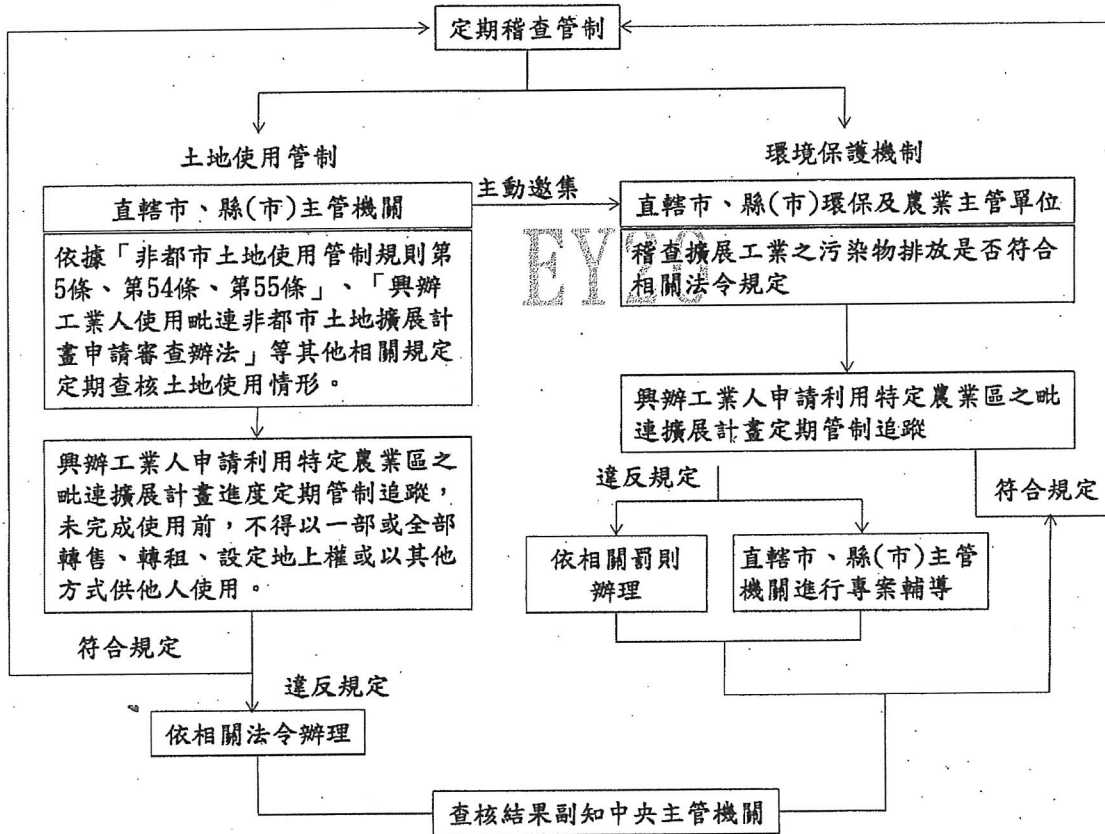 定期稽查管制
土地使用管制
環境保護機制
直轄市、縣(市)主管機關
主動邀集
直轄市、縣(市)環保及農業主管單位
依據「非都市土地使用管制規則第
5條、第54條、第55條」、「興辦
工業人使用毗連非都市土地擴展計
畫申請審查辦法」等其他相關規定
定期查核土地使用情形。
稽查擴展工業之污染物排放是否符合
相關法令規定
EY20
興辦工業人申請利用特定農業區之
毗連擴展計畫進度定期管制追蹤，
未完成使用前，不得以一部或全部
轉售、轉租、設定地上權或以其他
方式供他人使用。
興辦工業人申請利用特定農業區之毗
連擴展計畫定期管制追蹤
違反規定
符合規定
依相關罰則
辦理
直轄市、縣(市)主管
機關進行專案輔導
符合規定
違反規定
依相關法令辦理
查核結果副知中央主管機關